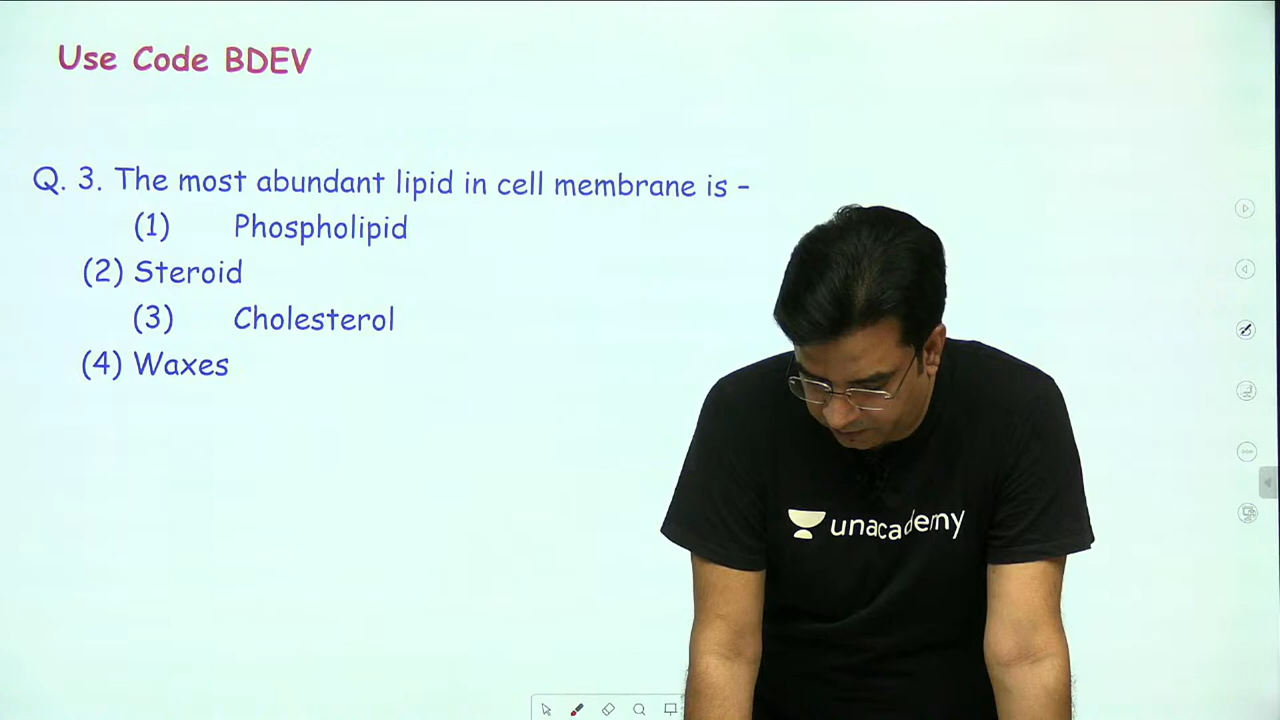 Use Code BDEV
Q. 3. The most abundant lipid in cell membrane is –
(1) Phospholipid
(2) Steroid
(3) Cholesterol
(4) Waxes
unacademy